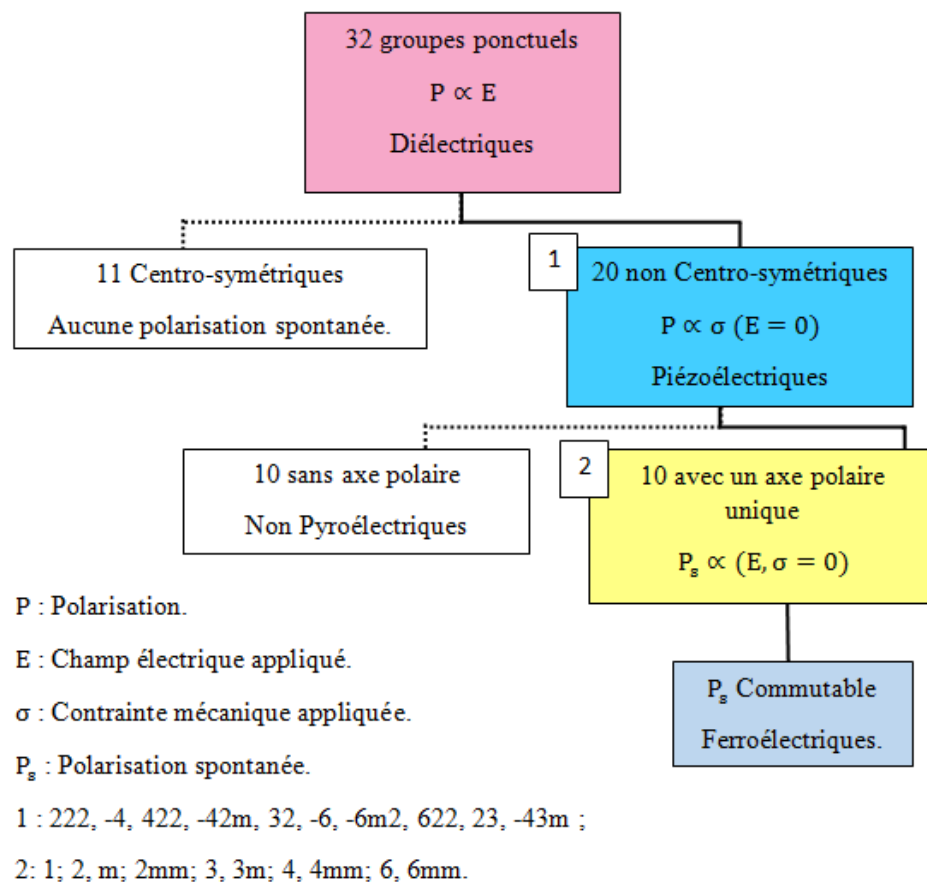 32 groupes ponctuels
P ∝ E
Diélectriques
11 Centro-symétriques
Aucune polarisation spontanée.
1
20 non Centro-symétriques
P ∝ σ (E = 0)
Piézoélectriques
10 sans axe polaire
Non Pyroélectriques
2
10 avec un axe polaire
unique
Pₛ ∝ (E, σ = 0)
Pₛ Commutable
Ferroélectriques.
P : Polarisation.
E : Champ électrique appliqué.
σ : Contrainte mécanique appliquée.
Pₛ : Polarisation spontanée.
1 : 222, -4, 422, -42m, 32, -6, -6m2, 622, 23, -43m ;
2: 1; 2, m; 2mm; 3, 3m; 4, 4mm; 6, 6mm.